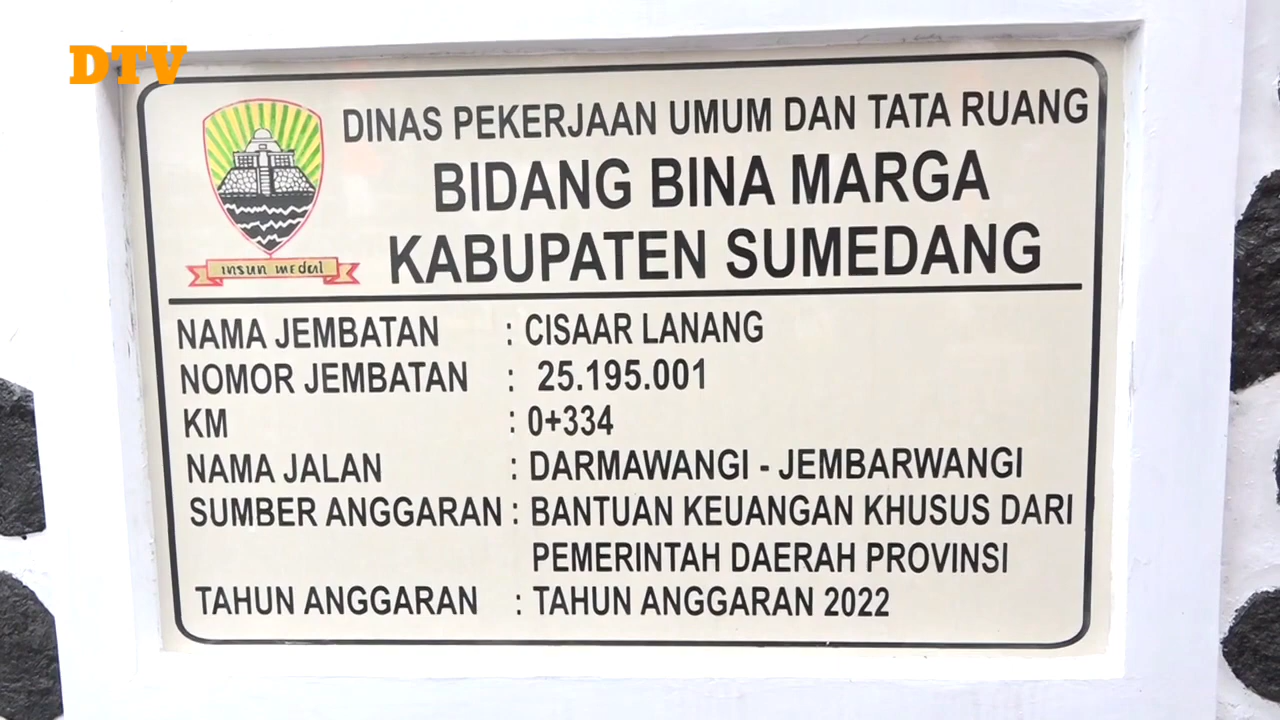 DTV
DINAS PEKERJAAN UMUM DAN TATA RUANG
BIDANG BINA MARGA
KABUPATEN SUMEDANG
insun medal
NAMA JEMBATAN : CISAAR LANANG
NOMOR JEMBATAN : 25.195.001
KM : 0+334
NAMA JALAN : DARMAWANGI - JEMBARWANGI
SUMBER ANGGARAN : BANTUAN KEUANGAN KHUSUS DARI
PEMERINTAH DAERAH PROVINSI
TAHUN ANGGARAN : TAHUN ANGGARAN 2022